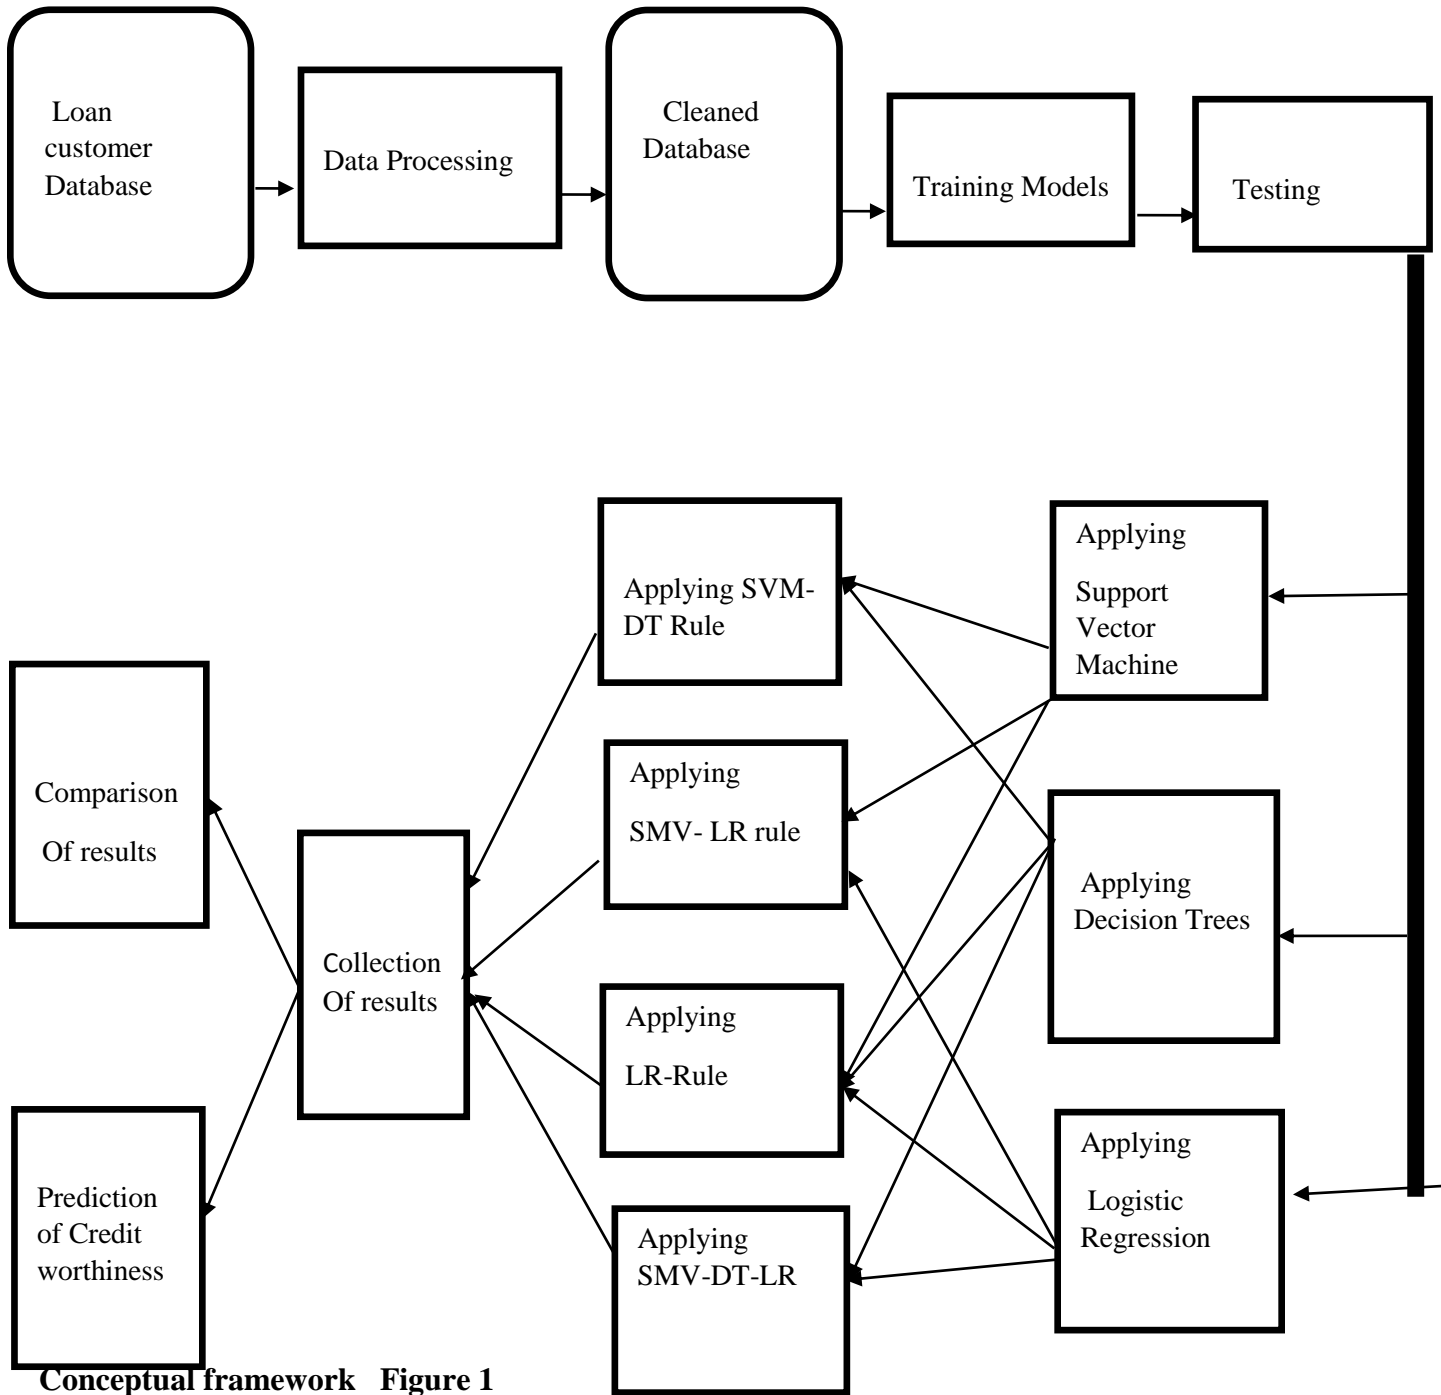 Loan
customer
Database
Data Processing
Cleaned
Database
Training Models
Testing
Applying
Support
Vector
Machine
Applying SVM-
DT Rule
Applying
SMV- LR rule
Comparison
Of results
Applying
Decision Trees
Collection
Of results
Applying
LR-Rule
Applying
Logistic
Regression
Prediction
of Credit
worthiness
Applying
SMV-DT-LR
Conceptual framework Figure 1